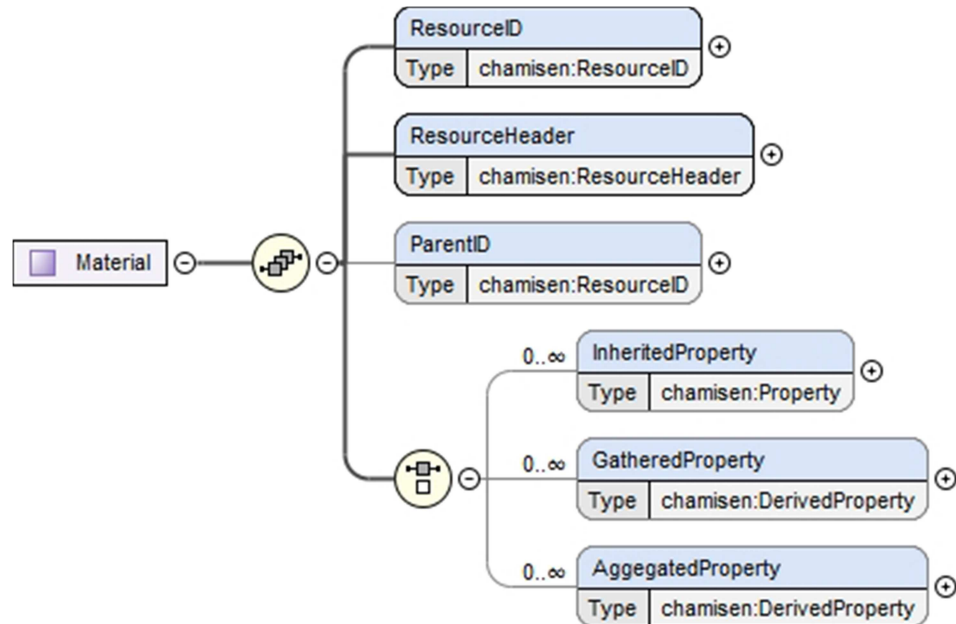 ResourceID
Type chamisen:ResourceID
ResourceHeader
Type chamisen:ResourceHeader
Material
ParentID
Type chamisen:ResourceID
0..∞
InheritedProperty
Type chamisen:Property
0..∞
GatheredProperty
Type chamisen:DerivedProperty
0..∞
AggegatedProperty
Type chamisen:DerivedProperty